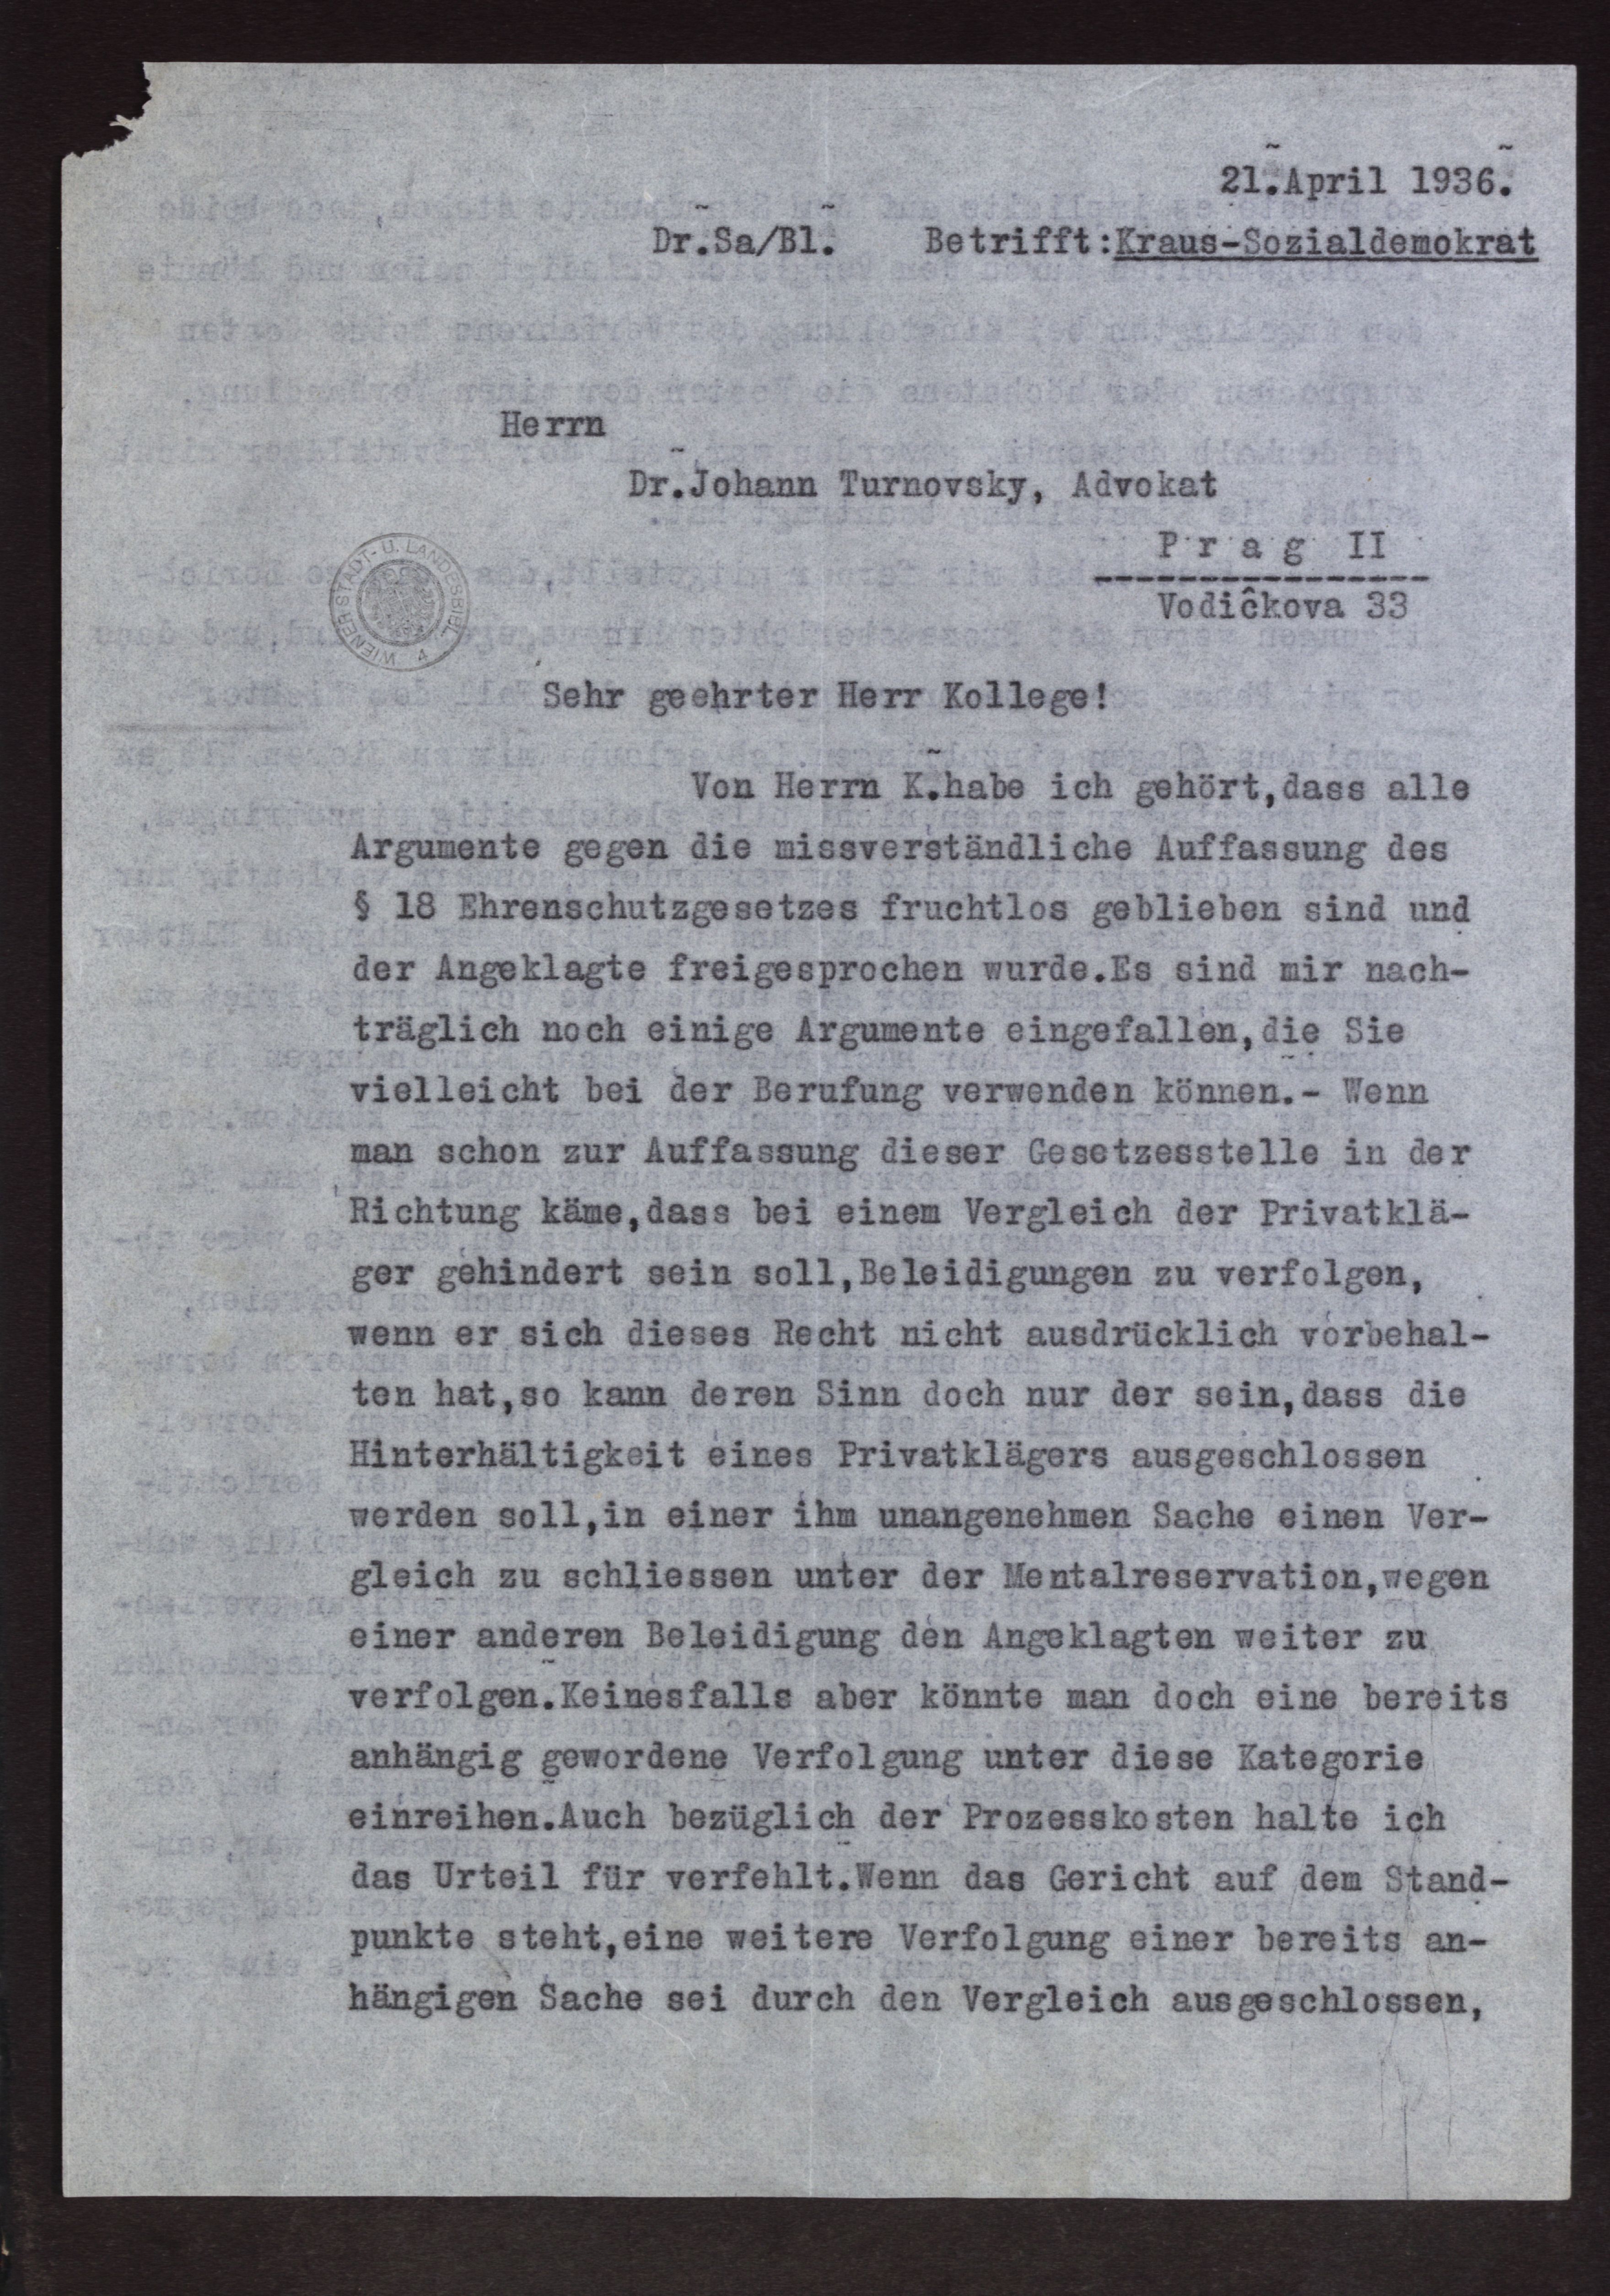 21.April 1936.
Dr.Sa/Bl. Betrifft:Kraus-Sozialdemokrat
Herrn
Dr.Johann Turnovsky, Advokat
P r a g II
Vodiĉkova 33
WIENER STADT- U. LANDESBIBL. 4
Sehr geehrter Herr Kollege!
Von Herrn K.habe ich gehört,dass alle
Argumente gegen die missverständliche Auffassung des
§ 18 Ehrenschutzgesetzes fruchtlos geblieben sind und
der Angeklagte freigesprochen wurde.Es sind mir nach-
träglich noch einige Argumente eingefallen,die Sie
vielleicht bei der Berufung verwenden können.- Wenn
man schon zur Auffassung dieser Gesetzesstelle in der
Richtung käme,dass bei einem Vergleich der Privatklä-
ger gehindert sein soll,Beleidigungen zu verfolgen,
wenn er sich dieses Recht nicht ausdrücklich vorbehal-
ten hat,so kann deren Sinn doch nur der sein,dass die
Hinterhältigkeit eines Privatklägers ausgeschlossen
werden soll,in einer ihm unangenehmen Sache einen Ver-
gleich zu schliessen unter der Mentalreservation,wegen
einer anderen Beleidigung den Angeklagten weiter zu
verfolgen.Keinesfalls aber könnte man doch eine bereits
anhängig gewordene Verfolgung unter diese Kategorie
einreihen.Auch bezüglich der Prozesskosten halte ich
das Urteil für verfehlt.Wenn das Gericht auf dem Stand-
punkte steht,eine weitere Verfolgung einer bereits an-
hängigen Sache sei durch den Vergleich ausgeschlossen,